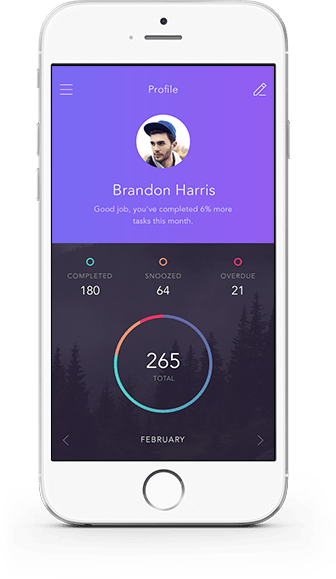 Profile
Brandon Harris
Good job, you've completed 6% more
tasks this month.
COMPLETED SNOOZED OVERDUE
180 64 21
265
TOTAL
FEBRUARY